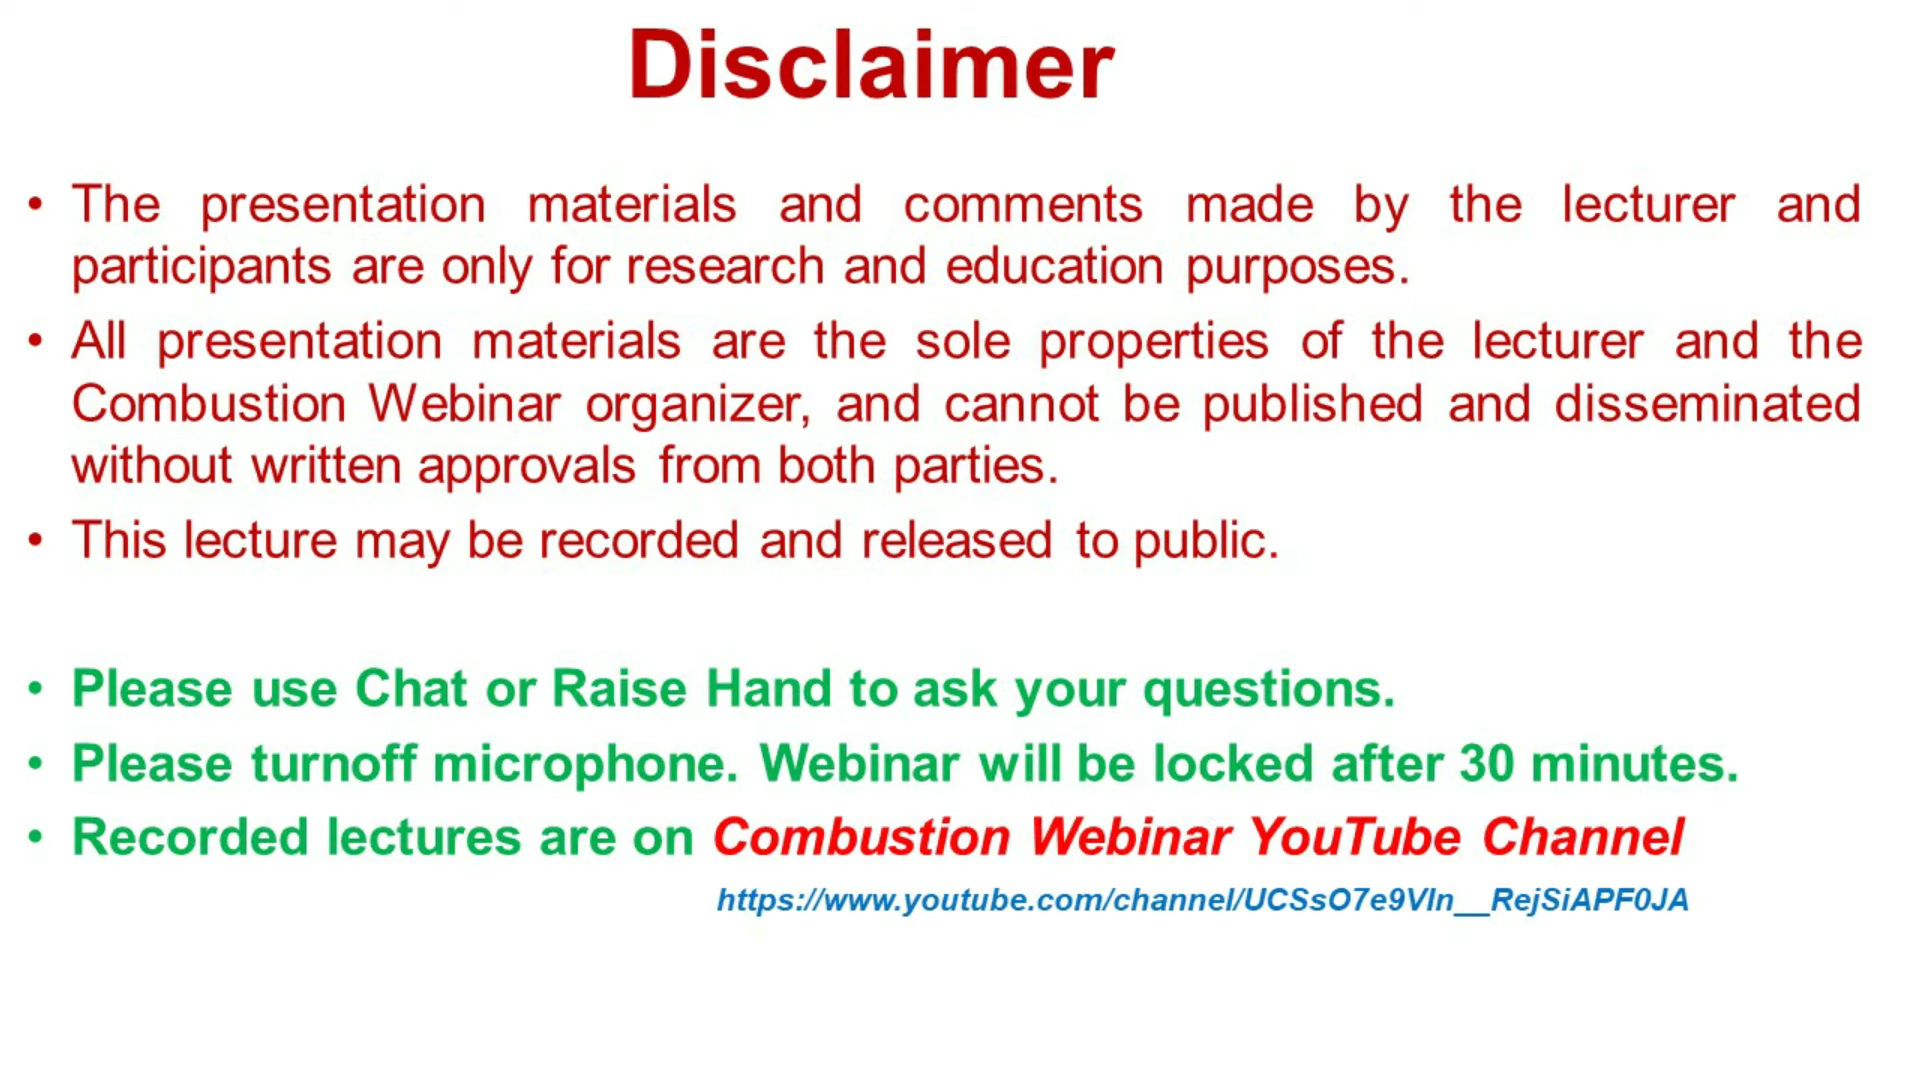 Disclaimer
• The presentation materials and comments made by the lecturer and
participants are only for research and education purposes.
• All presentation materials are the sole properties of the lecturer and the
Combustion Webinar organizer, and cannot be published and disseminated
without written approvals from both parties.
• This lecture may be recorded and released to public.
• Please use Chat or Raise Hand to ask your questions.
• Please turnoff microphone. Webinar will be locked after 30 minutes.
• Recorded lectures are on Combustion Webinar YouTube Channel
https://www.youtube.com/channel/UCSsO7e9VIn__RejSiAPF0JA